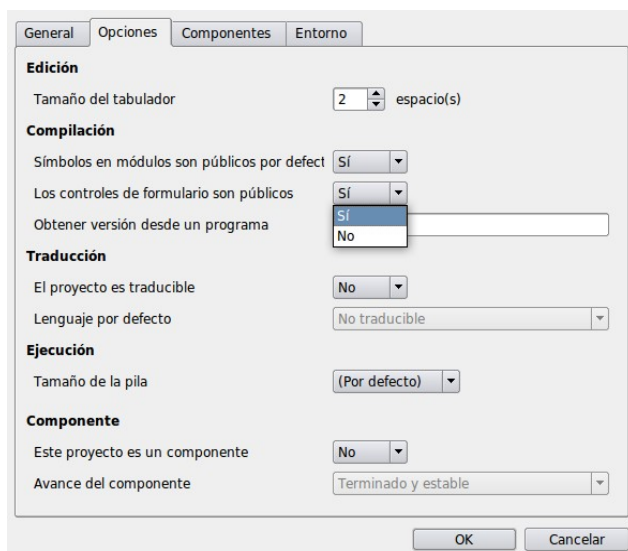 General Opciones Componentes Entorno
Edición
Tamaño del tabulador 2 espacio(s)
Compilación
Símbolos en módulos son públicos por defect Sí
Los controles de formulario son públicos Sí
Sí
Obtener versión desde un programa
No
Traducción
El proyecto es traducible No
Lenguaje por defecto No traducible
Ejecución
Tamaño de la pila (Por defecto)
Componente
Este proyecto es un componente No
Avance del componente Terminado y estable
OK Cancelar